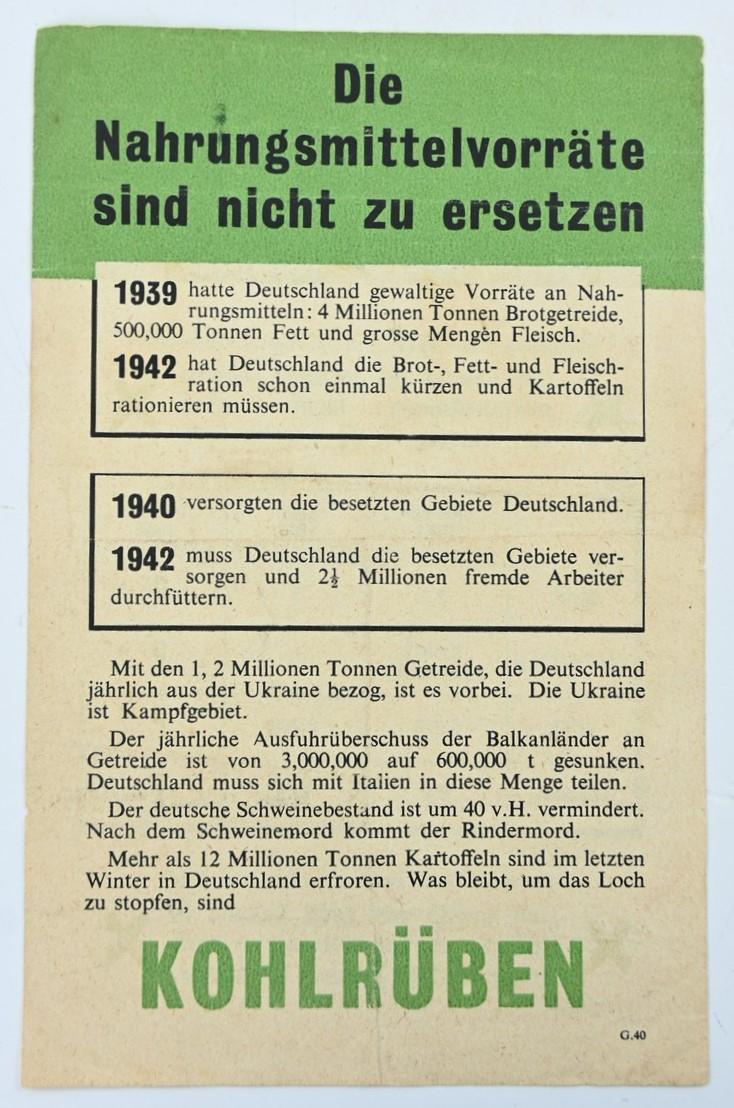 Die
Nahrungsmittelvorräte
sind nicht zu ersetzen
1939 hatte Deutschland gewaltige Vorräte an Nah-
rungsmitteln: 4 Millionen Tonnen Brotgetreide,
500,000 Tonnen Fett und grosse Mengen Fleisch.
1942 hat Deutschland die Brot-, Fett- und Fleisch-
ration schon einmal kürzen und Kartoffeln
rationieren müssen.
1940 versorgten die besetzten Gebiete Deutschland.
1942 muss Deutschland die besetzten Gebiete ver-
sorgen und 2½ Millionen fremde Arbeiter
durchfüttern.
Mit den 1, 2 Millionen Tonnen Getreide, die Deutschland
jährlich aus der Ukraine bezog, ist es vorbei. Die Ukraine
ist Kampfgebiet.
Der jährliche Ausfuhrüberschuss der Balkanländer an
Getreide ist von 3,000,000 auf 600,000 t gesunken.
Deutschland muss sich mit Italien in diese Menge teilen.
Der deutsche Schweinebestand ist um 40 v.H. vermindert.
Nach dem Schweinemord kommt der Rindermord.
Mehr als 12 Millionen Tonnen Kartoffeln sind im letzten
Winter in Deutschland erfroren. Was bleibt, um das Loch
zu stopfen, sind
KOHLRÜBEN
G.40